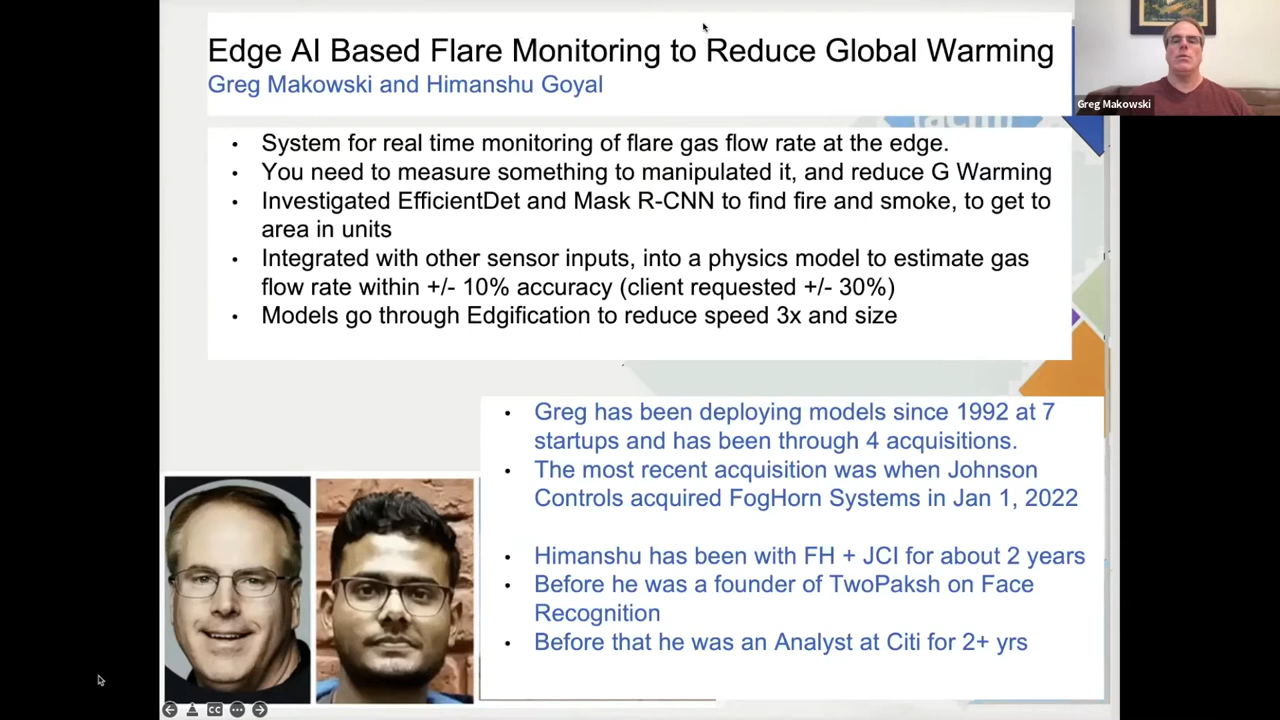 Edge AI Based Flare Monitoring to Reduce Global Warming
Greg Makowski and Himanshu Goyal
Greg Makowski
• System for real time monitoring of flare gas flow rate at the edge.
• You need to measure something to manipulated it, and reduce G Warming
• Investigated EfficientDet and Mask R-CNN to find fire and smoke, to get to
area in units
• Integrated with other sensor inputs, into a physics model to estimate gas
flow rate within +/- 10% accuracy (client requested +/- 30%)
• Models go through Edgification to reduce speed 3x and size
• Greg has been deploying models since 1992 at 7
startups and has been through 4 acquisitions.
• The most recent acquisition was when Johnson
Controls acquired FogHorn Systems in Jan 1, 2022
• Himanshu has been with FH + JCI for about 2 years
• Before he was a founder of TwoPaksh on Face
Recognition
• Before that he was an Analyst at Citi for 2+ yrs
CC